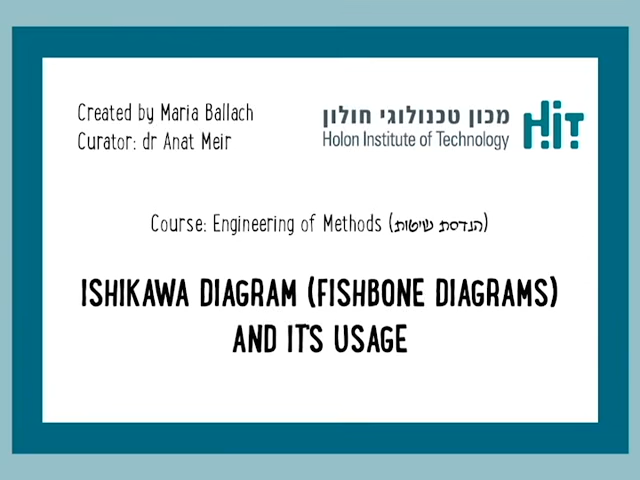 Created by Maria Ballach
Curator: dr Anat Meir
מכון טכנולוגי חולון
Holon Institute of Technology
HiT
Course: Engineering of Methods (הנדסת שיטות)
ISHIKAWA DIAGRAM (FISHBONE DIAGRAMS)
AND IT'S USAGE